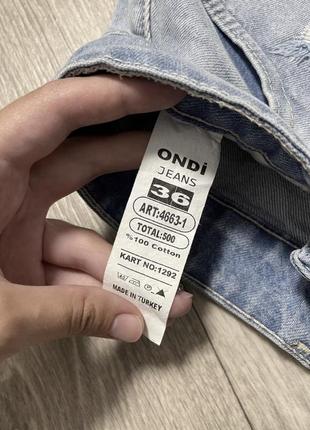 ONDi
JEANS
36
ART:4663-1
TOTAL:500
%100 Cotton
KART NO:1292
MADE IN TURKEY